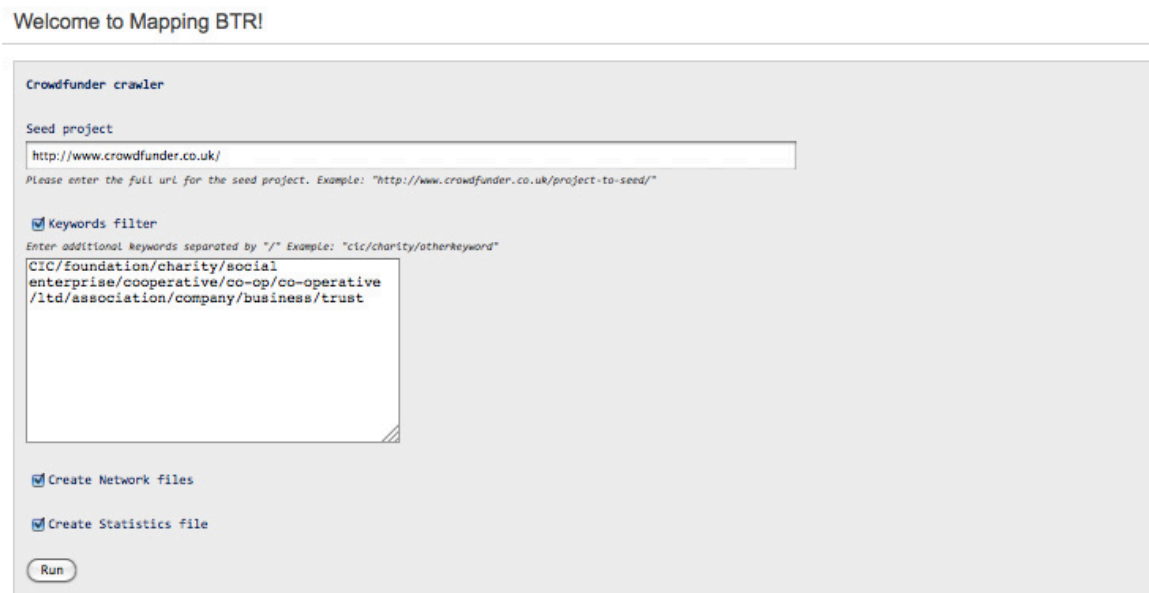 Welcome to Mapping BTR!
Crowdfunder crawler
Seed project
http://www.crowdfunder.co.uk/
Please enter the full url for the seed project. Example: "http://www.crowdfunder.co.uk/project-to-seed/"
Keywords filter
Enter additional keywords separated by "/" Example: "cic/charity/otherkeyword"
CIC/foundation/charity/social
enterprise/cooperative/co-op/co-operative
/ltd/association/company/business/trust
Create Network files
Create Statistics file
Run